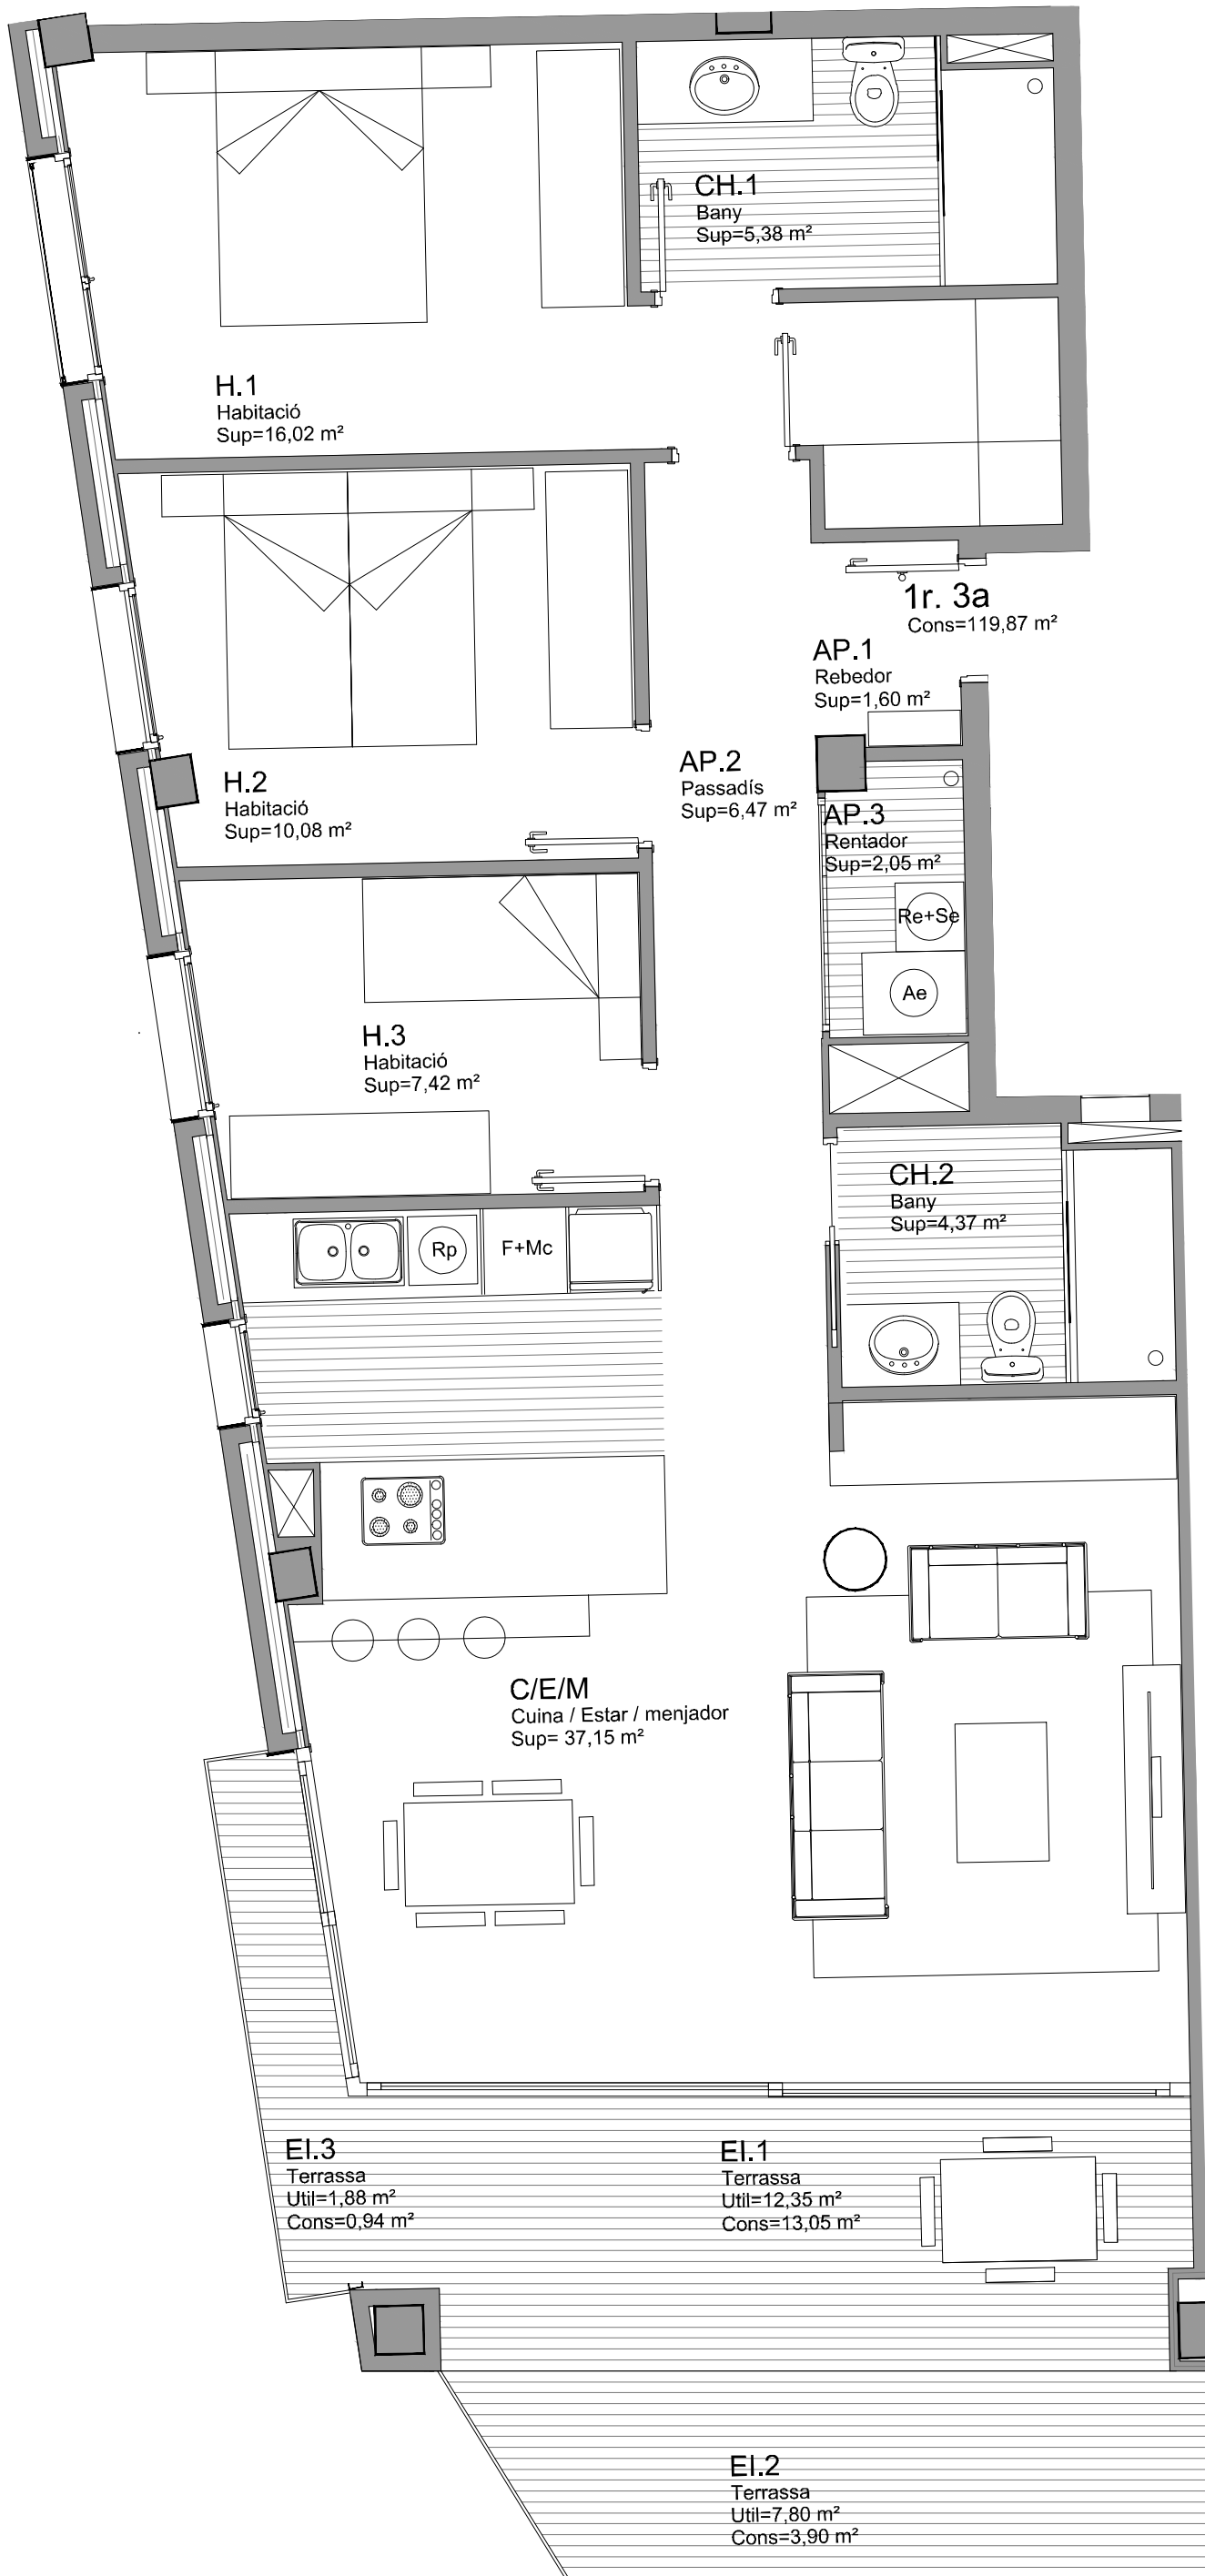 CH.1
Bany
Sup=5,38 m²
H.1
Habitació
Sup=16,02 m²
1r. 3a
Cons=119,87 m²
AP.1
Rebedor
Sup=1,60 m²
AP.2
Passadís
Sup=6,47 m²
H.2
Habitació
Sup=10,08 m²
AP.3
Rentador
Sup=2,05 m²
Re+Se
Ae
H.3
Habitació
Sup=7,42 m²
CH.2
Bany
Sup=4,37 m²
Rp
F+Mc
C/E/M
Cuina / Estar / menjador
Sup= 37,15 m²
EI.3
Terrassa
Util=1,88 m²
Cons=0,94 m²
EI.1
Terrassa
Util=12,35 m²
Cons=13,05 m²
EI.2
Terrassa
Util=7,80 m²
Cons=3,90 m²